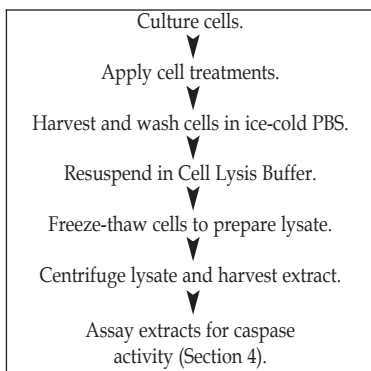 Culture cells.
Apply cell treatments.
Harvest and wash cells in ice-cold PBS.
Resuspend in Cell Lysis Buffer.
Freeze-thaw cells to prepare lysate.
Centrifuge lysate and harvest extract.
Assay extracts for caspase
activity (Section 4).